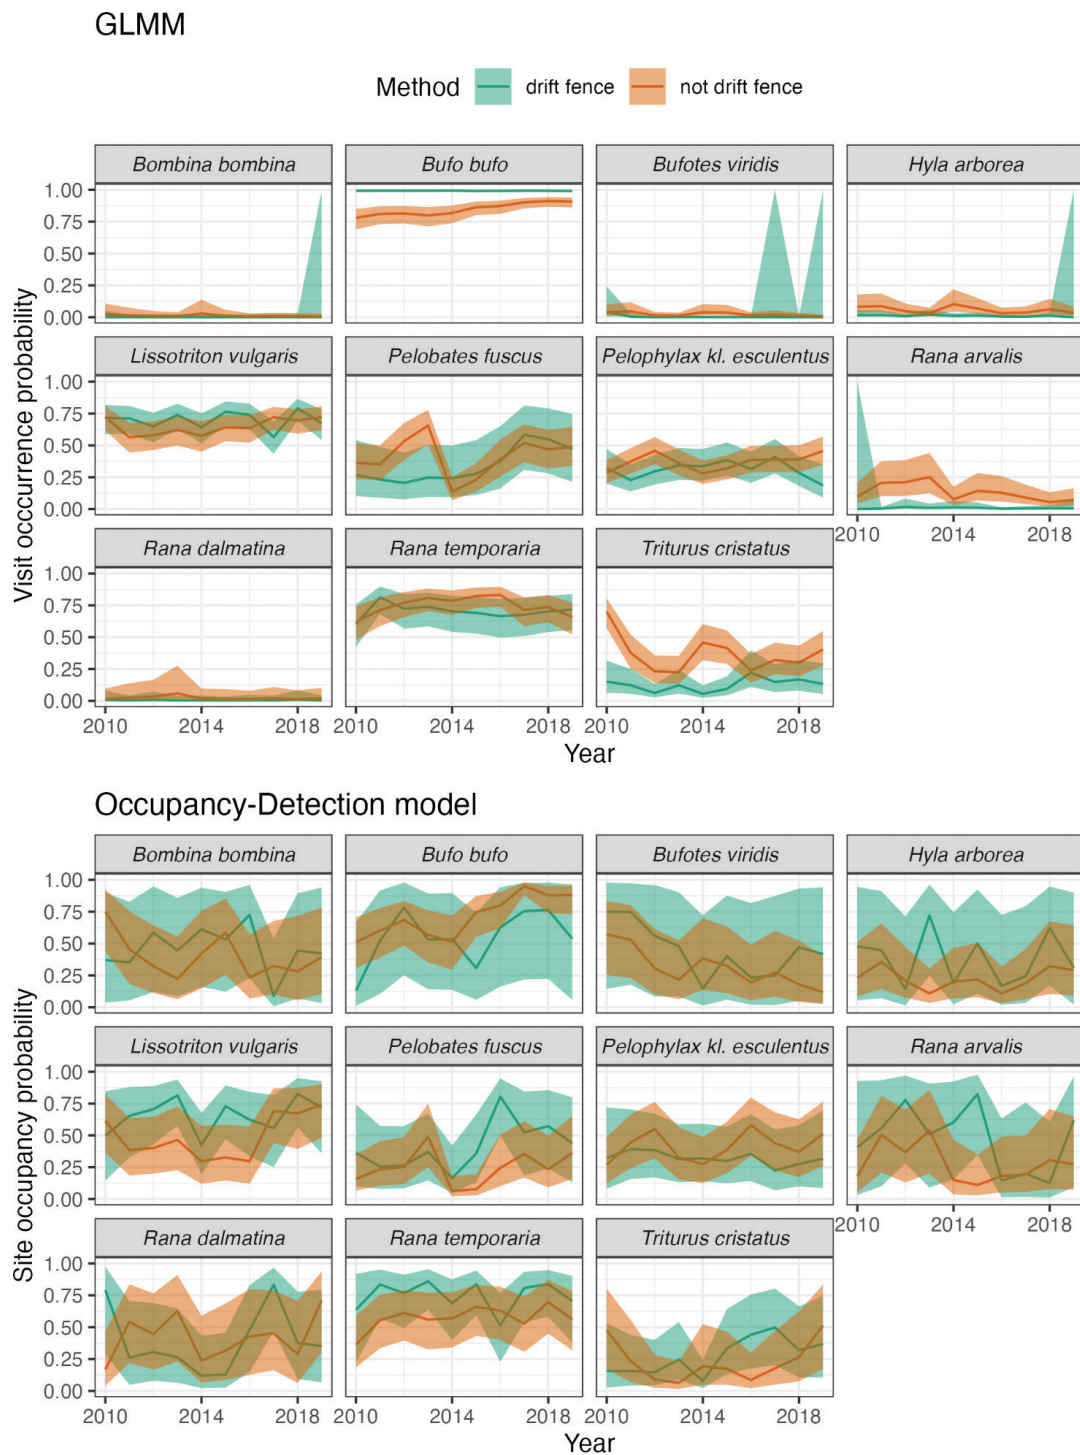 GLMM
Method drift fence not drift fence
Bombina bombina Bufo bufo Bufotes viridis Hyla arborea
1.00
0.75
0.50
0.25
0.00
Lissotriton vulgaris Pelobates fuscus Pelophylax kl. esculentus Rana arvalis
1.00
0.75
0.50
0.25
0.00
2010 2014 2018
Rana dalmatina Rana temporaria Triturus cristatus
1.00
0.75
0.50
0.25
0.00
2010 2014 2018 2010 2014 2018 2010 2014 2018
Visit occcurrence probability
Year
Occupancy-Detection model
Bombina bombina Bufo bufo Bufotes viridis Hyla arborea
1.00
0.75
0.50
0.25
0.00
Lissotriton vulgaris Pelobates fuscus Pelophylax kl. esculentus Rana arvalis
1.00
0.75
0.50
0.25
0.00
2010 2014 2018
Rana dalmatina Rana temporaria Triturus cristatus
1.00
0.75
0.50
0.25
0.00
2010 2014 2018 2010 2014 2018 2010 2014 2018
Site occupancy probability
Year